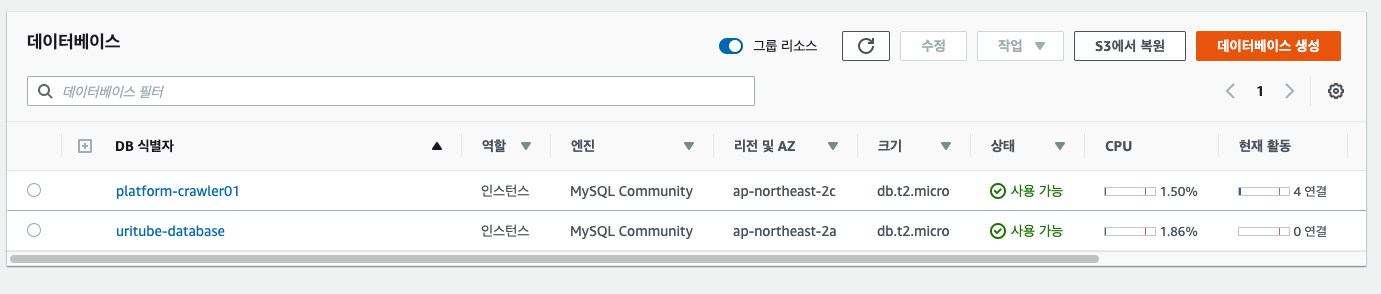 데이터베이스
그룹 리소스 수정 작업 S3에서 복원 데이터베이스 생성
데이터베이스 필터 1
DB 식별자 역할 엔진 리전 및 AZ 크기 상태 CPU 현재 활동
platform-crawler01 인스턴스 MySQL Community ap-northeast-2c db.t2.micro 사용 가능 1.50% 4 연결
uritube-database 인스턴스 MySQL Community ap-northeast-2a db.t2.micro 사용 가능 1.86% 0 연결